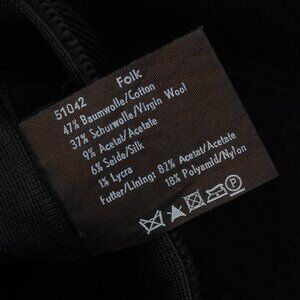 Folk
51042
47% Baumwolle/Cotton
37% Schurwolle/Virgin Wool
9% Acetat/Acetate
6% Seide/Silk
1% Lycra
Futter/Lining: 82% Acetat/Acetate
18% Polyamid/Nylon
P